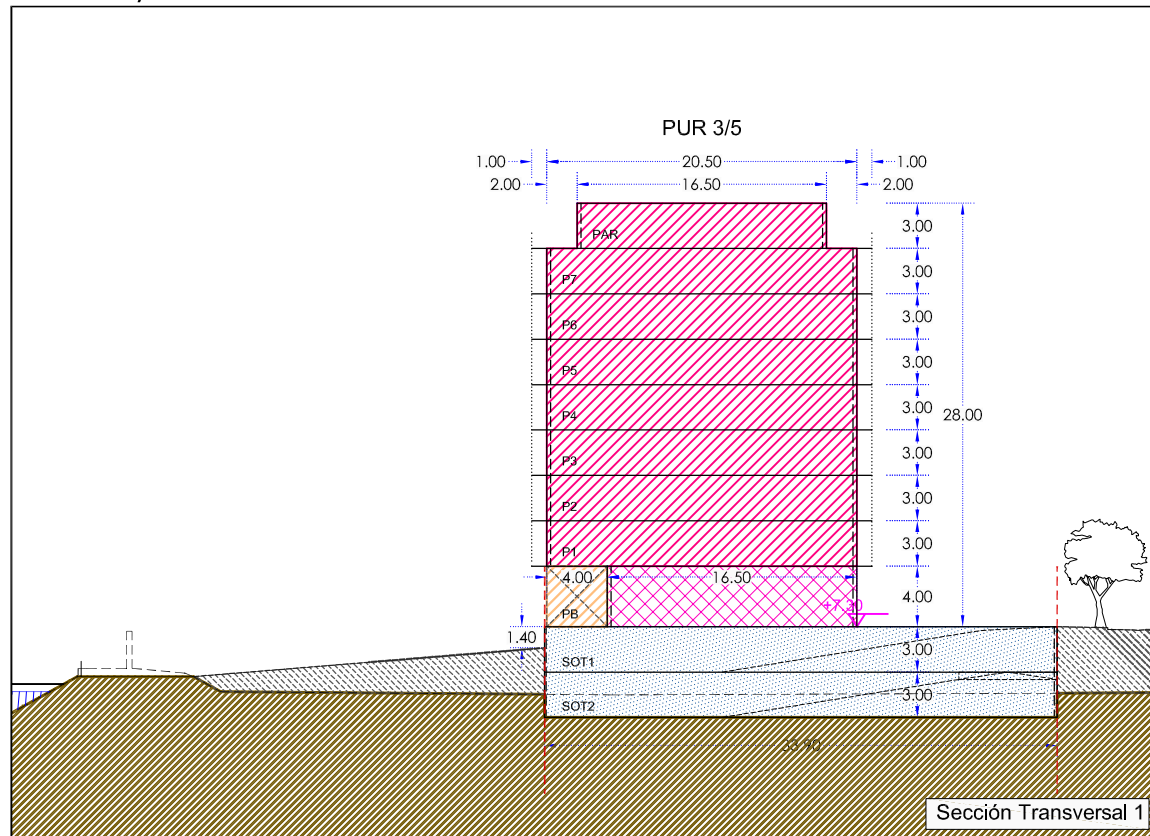 PUR 3/5
1.00 20.50 1.00
2.00 16.50 2.00
PAR 3.00
P7 3.00
P6 3.00
P5 3.00
P4 3.00
28.00
P3 3.00
P2 3.00
P1 3.00
4.00 16.50
PB +7.20 4.00
1.40
SOT1 3.00
SOT2 3.00
33.90
Sección Transversal 1